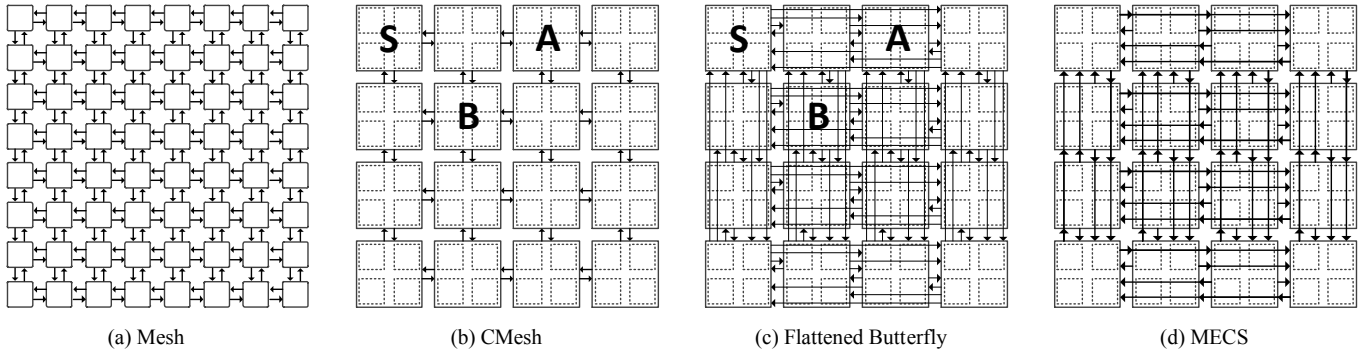 S A S A
B B
(a) Mesh (b) CMesh (c) Flattened Butterfly (d) MECS